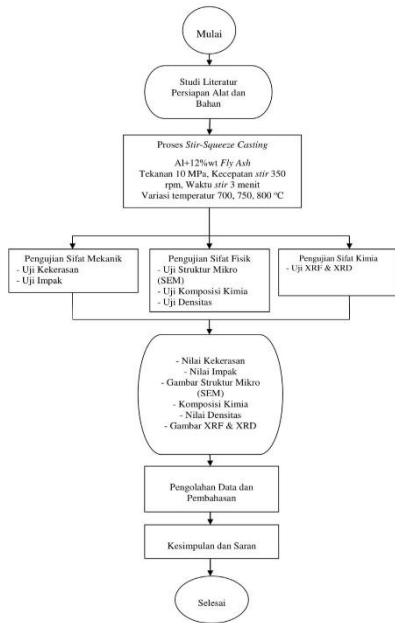 Mulai
Studi Literatur
Persiapan Alat dan
Bahan
Proses Stir-Squeeze Casting
Al+12%wt Fly Ash
Tekanan 10 MPa, Kecepatan stir 350
rpm, Waktu stir 3 menit
Variasi temperatur 700, 750, 800 °C
Pengujian Sifat Mekanik
- Uji Kekerasan
- Uji Impak
Pengujian Sifat Fisik
- Uji Struktur Mikro
(SEM)
- Uji Komposisi Kimia
- Uji Densitas
Pengujian Sifat Kimia
- Uji XRF & XRD
- Nilai Kekerasan
- Nilai Impak
- Gambar Struktur Mikro
(SEM)
- Komposisi Kimia
- Nilai Densitas
- Gambar XRF & XRD
Pengolahan Data dan
Pembahasan
Kesimpulan dan Saran
Selesai